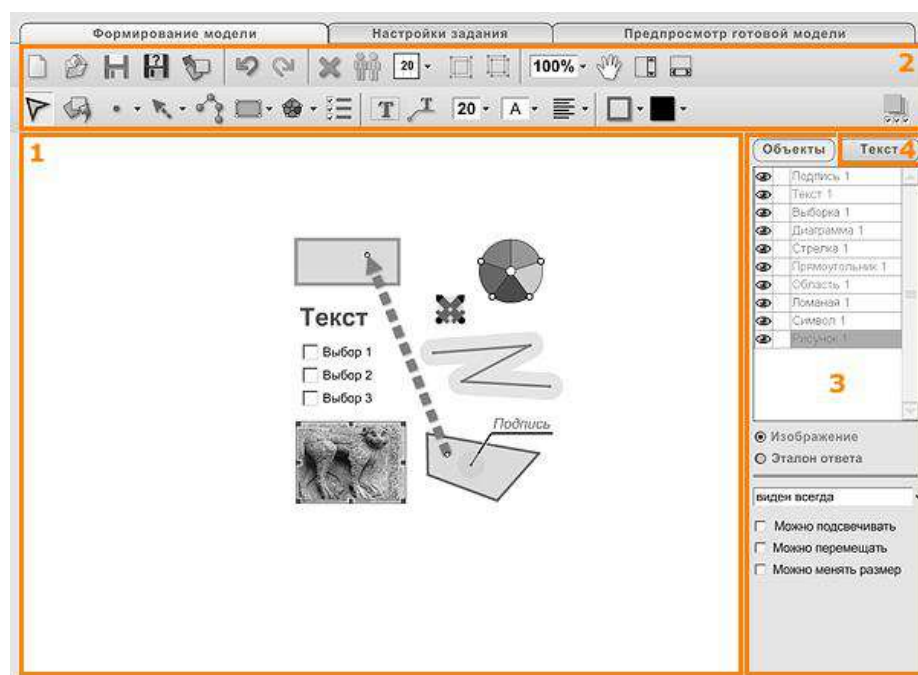 Формирование модели
Настройки задания
Предпросмотр готовой модели
20
100%
2
T
T
20
A
1
Объекты
Текст
4
Подпись 1
Текст 1
Выборка 1
Диаграмма 1
Стрелка 1
Прямоугольник 1
Область 1
Ломаная 1
Символ 1
Рисунок 1
3
Текст
Выбор 1
Выбор 2
Выбор 3
Подпись
Изображение
Эталон ответа
виден всегда
Можно подсвечивать
Можно перемещать
Можно менять размер